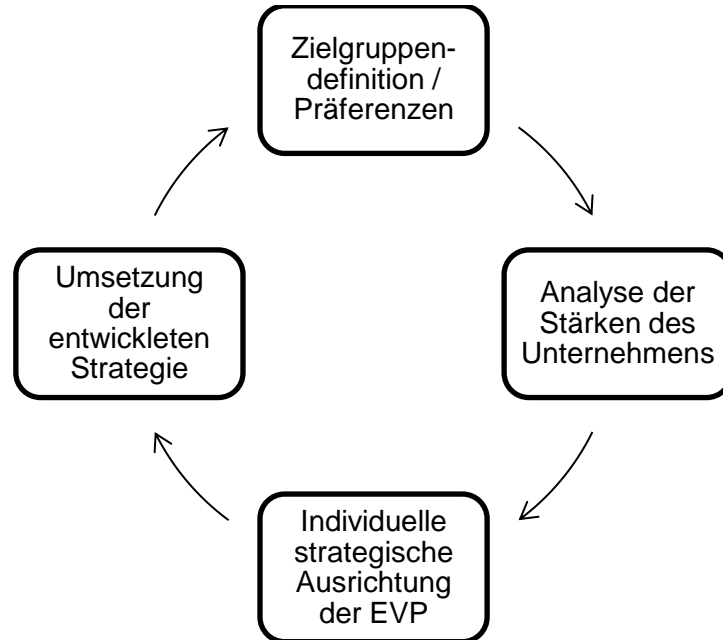 Zielgruppen-
definition /
Präferenzen
Analyse der
Stärken des
Unternehmens
Individuelle
strategische
Ausrichtung
der EVP
Umsetzung
der
entwickleten
Strategie